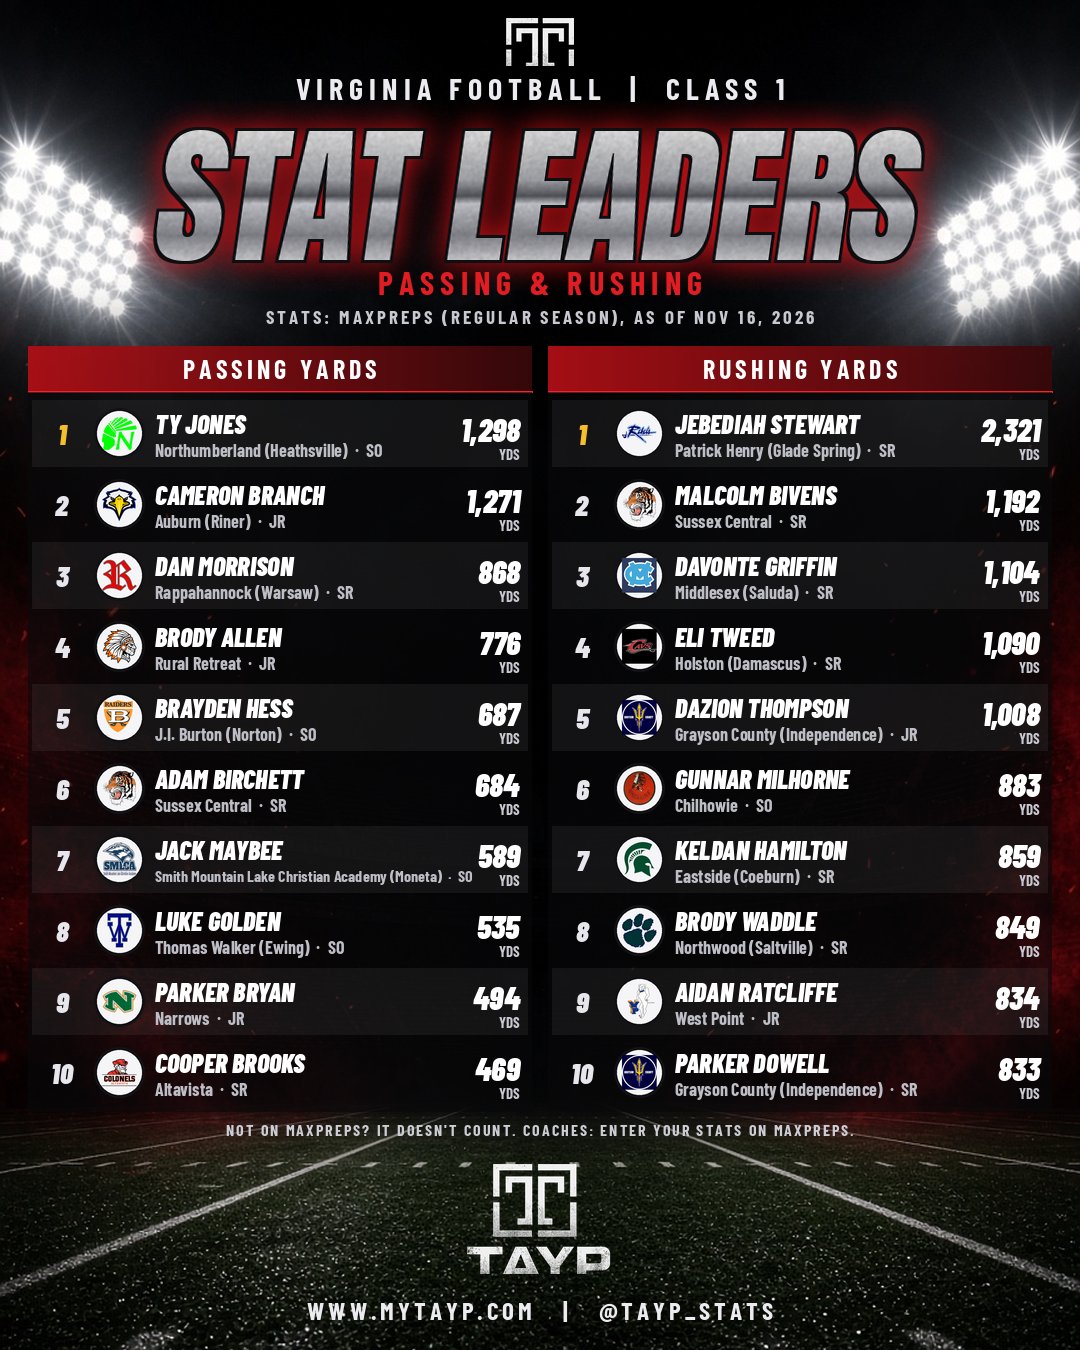 VIRGINIA FOOTBALL | CLASS 1
STAT LEADERS
PASSING & RUSHING
STATS: MAXPREPS (REGULAR SEASON), AS OF NOV 16, 2026
PASSING YARDS
1 TY JONES 1,298
Northumberland (Heathsville) · SO YDS
2 CAMERON BRANCH 1,271
Auburn (Riner) · JR YDS
3 DAN MORRISON 868
Rappahannock (Warsaw) · SR YDS
4 BRODY ALLEN 776
Rural Retreat · JR YDS
5 BRAYDEN HESS 687
J.I. Burton (Norton) · SO YDS
6 ADAM BIRCHETT 684
Sussex Central · SR YDS
7 JACK MAYBEE 589
Smith Mountain Lake Christian Academy (Moneta) · SO YDS
8 LUKE GOLDEN 535
Thomas Walker (Ewing) · SO YDS
9 PARKER BRYAN 494
Narrows · JR YDS
10 COOPER BROOKS 469
Altavista · SR YDS
RUSHING YARDS
1 JEBEDIAH STEWART 2,321
Patrick Henry (Glade Spring) · SR YDS
2 MALCOLM BIVENS 1,192
Sussex Central · SR YDS
3 DAVONTE GRIFFIN 1,104
Middlesex (Saluda) · SR YDS
4 ELI TWEED 1,090
Holston (Damascus) · SR YDS
5 DAZION THOMPSON 1,008
Grayson County (Independence) · JR YDS
6 GUNNAR MILHORNE 883
Chilhowie · SO YDS
7 KELDAN HAMILTON 859
Eastside (Coeburn) · SR YDS
8 BRODY WADDLE 849
Northwood (Saltville) · SR YDS
9 AIDAN RATCLIFFE 834
West Point · JR YDS
10 PARKER DOWELL 833
Grayson County (Independence) · SR YDS
NOT ON MAXPREPS? IT DOESN'T COUNT. COACHES: ENTER YOUR STATS ON MAXPREPS.
TAYP
WWW.MYTAYP.COM | @TAYP_STATS